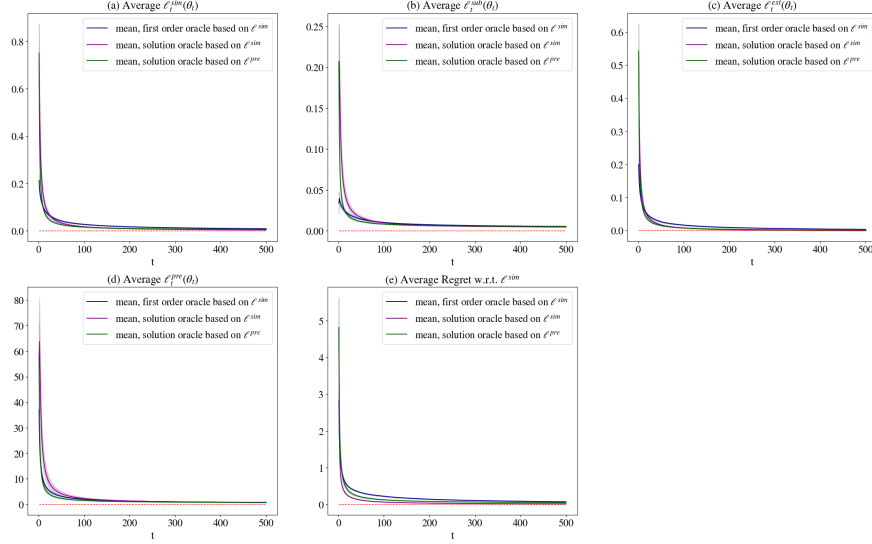 (a) Average ℓ_t^{sim}(θ_t)
mean, first order oracle based on ℓ^{sim}
mean, solution oracle based on ℓ^{sim}
mean, solution oracle based on ℓ^{pre}
0.8
0.6
0.4
0.2
0.0
0 100 200 300 400 500
t
(b) Average ℓ_t^{sub}(θ_t)
mean, first order oracle based on ℓ^{sim}
mean, solution oracle based on ℓ^{sim}
mean, solution oracle based on ℓ^{pre}
0.25
0.20
0.15
0.10
0.05
0.00
0 100 200 300 400 500
t
(c) Average ℓ_t^{est}(θ_t)
mean, first order oracle based on ℓ^{sim}
mean, solution oracle based on ℓ^{sim}
mean, solution oracle based on ℓ^{pre}
0.6
0.5
0.4
0.3
0.2
0.1
0.0
0 100 200 300 400 500
t
(d) Average ℓ_t^{pre}(θ_t)
mean, first order oracle based on ℓ^{sim}
mean, solution oracle based on ℓ^{sim}
mean, solution oracle based on ℓ^{pre}
80
70
60
50
40
30
20
10
0
0 100 200 300 400 500
t
(e) Average Regret w.r.t. ℓ^{sim}
mean, first order oracle based on ℓ^{sim}
mean, solution oracle based on ℓ^{sim}
mean, solution oracle based on ℓ^{pre}
5
4
3
2
1
0
0 100 200 300 400 500
t